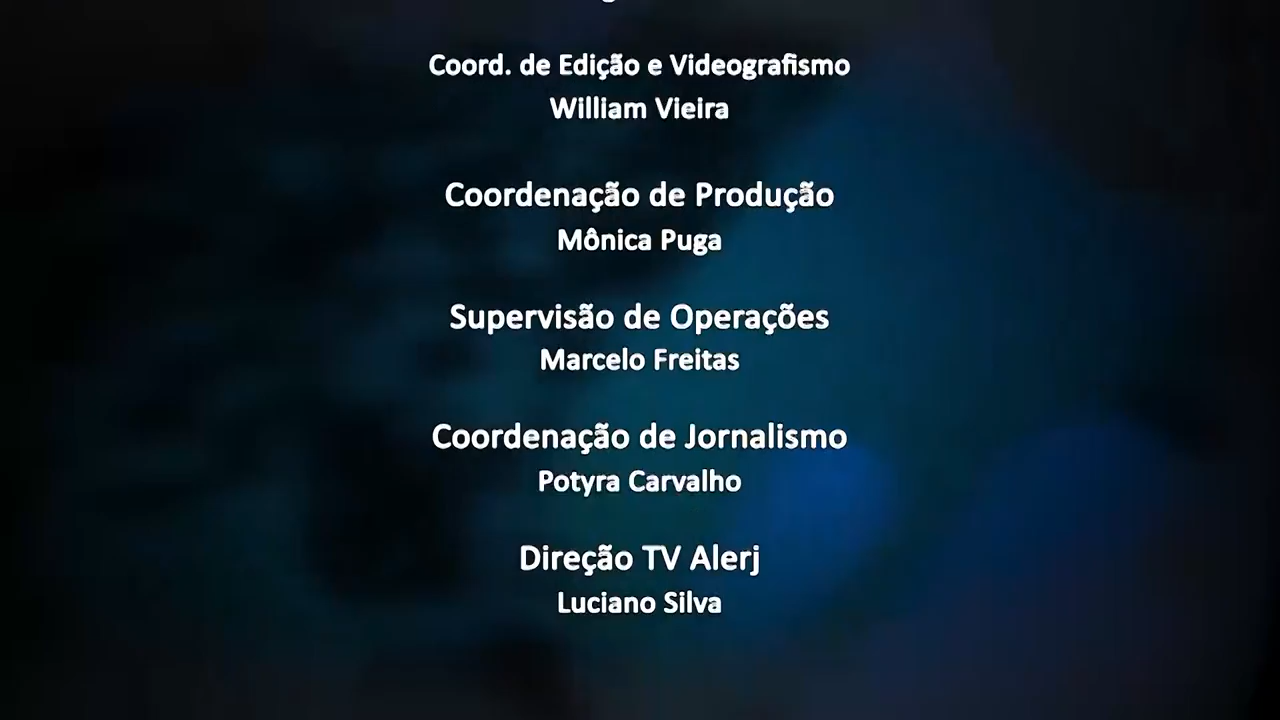 Coord. de Edição e Videografismo
William Vieira
Coordenação de Produção
Mônica Puga
Supervisão de Operações
Marcelo Freitas
Coordenação de Jornalismo
Potyra Carvalho
Direção TV Alerj
Luciano Silva